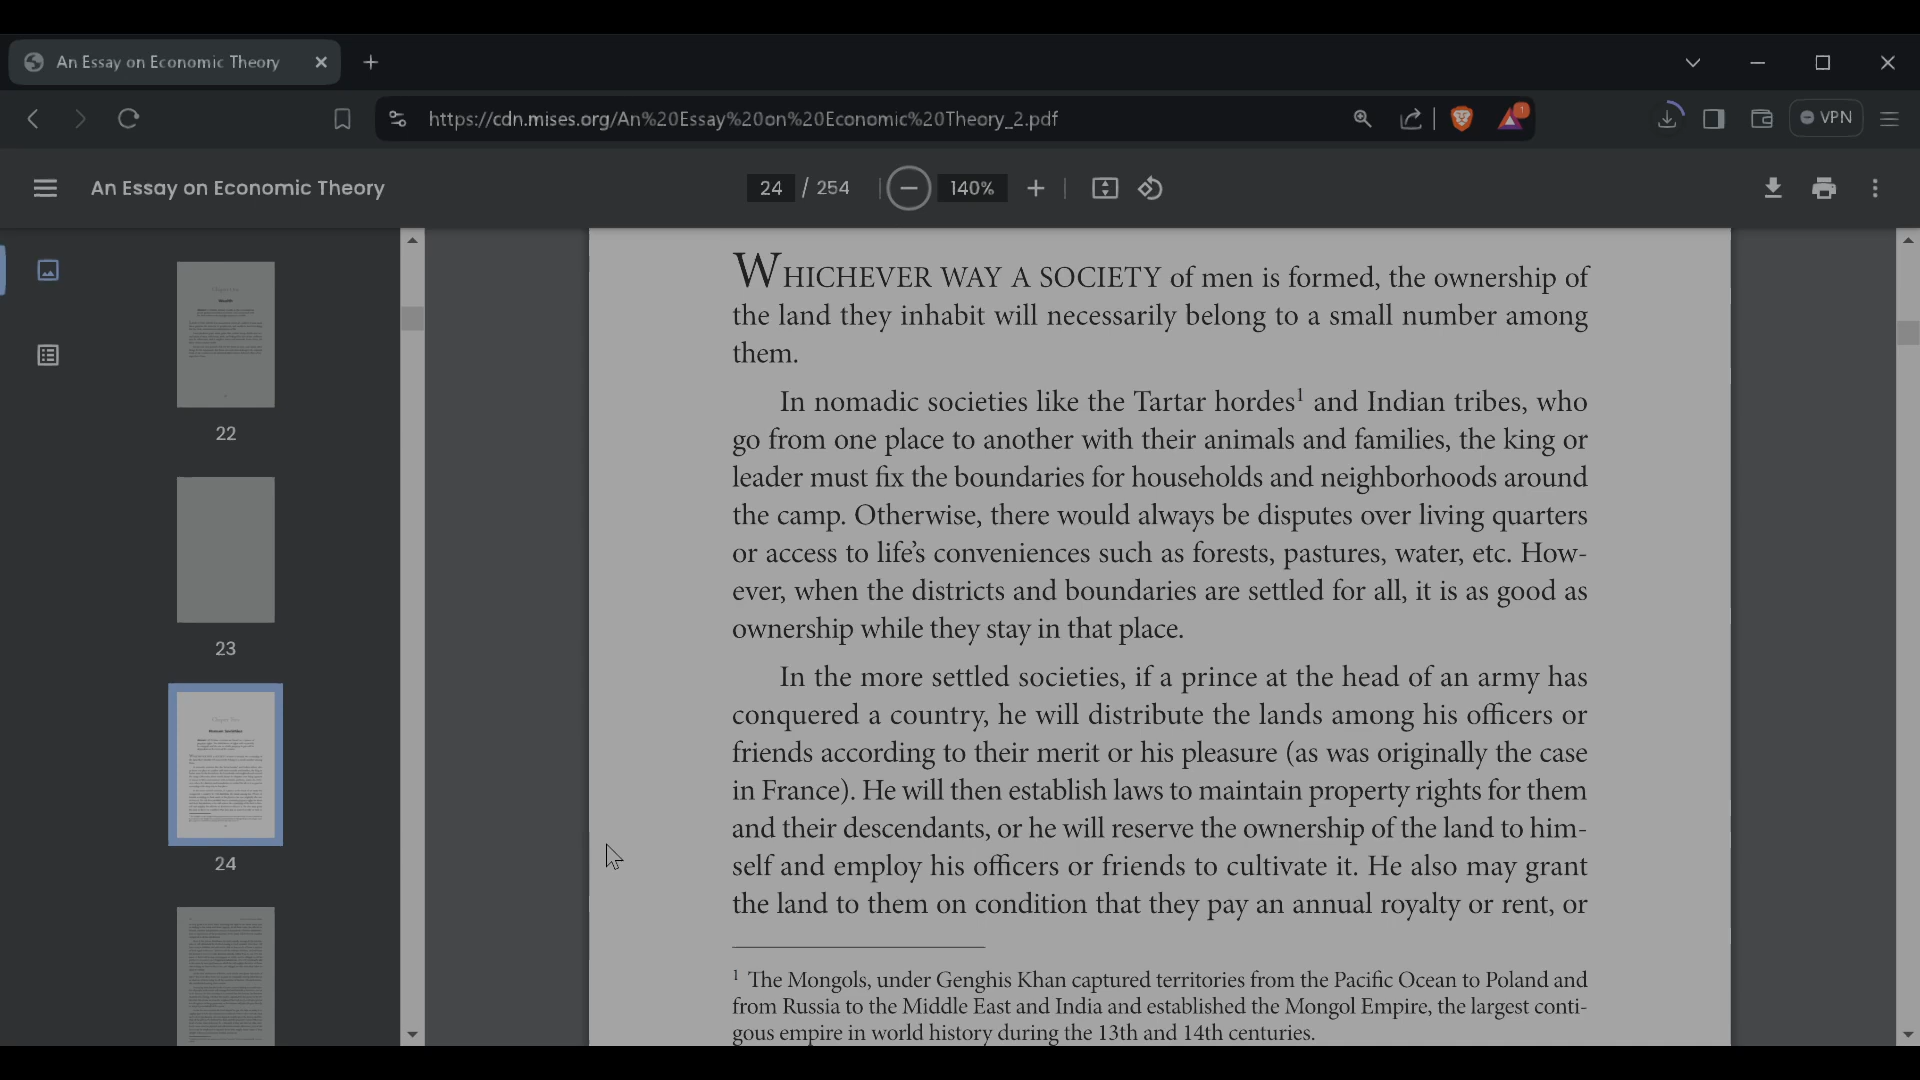 An Essay on Economic Theory
https://cdn.mises.org/An%20Essay%20on%20Economic%20Theory_2.pdf
1
VPN
An Essay on Economic Theory
24 / 254
140%
22
23
24
WHICHEVER WAY A SOCIETY of men is formed, the ownership of
the land they inhabit will necessarily belong to a small number among
them.
In nomadic societies like the Tartar hordes1 and Indian tribes, who
go from one place to another with their animals and families, the king or
leader must fix the boundaries for households and neighborhoods around
the camp. Otherwise, there would always be disputes over living quarters
or access to life’s conveniences such as forests, pastures, water, etc. How-
ever, when the districts and boundaries are settled for all, it is as good as
ownership while they stay in that place.
In the more settled societies, if a prince at the head of an army has
conquered a country, he will distribute the lands among his officers or
friends according to their merit or his pleasure (as was originally the case
in France). He will then establish laws to maintain property rights for them
and their descendants, or he will reserve the ownership of the land to him-
self and employ his officers or friends to cultivate it. He also may grant
the land to them on condition that they pay an annual royalty or rent, or
1 The Mongols, under Genghis Khan captured territories from the Pacific Ocean to Poland and
from Russia to the Middle East and India and established the Mongol Empire, the largest conti-
gous empire in world history during the 13th and 14th centuries.